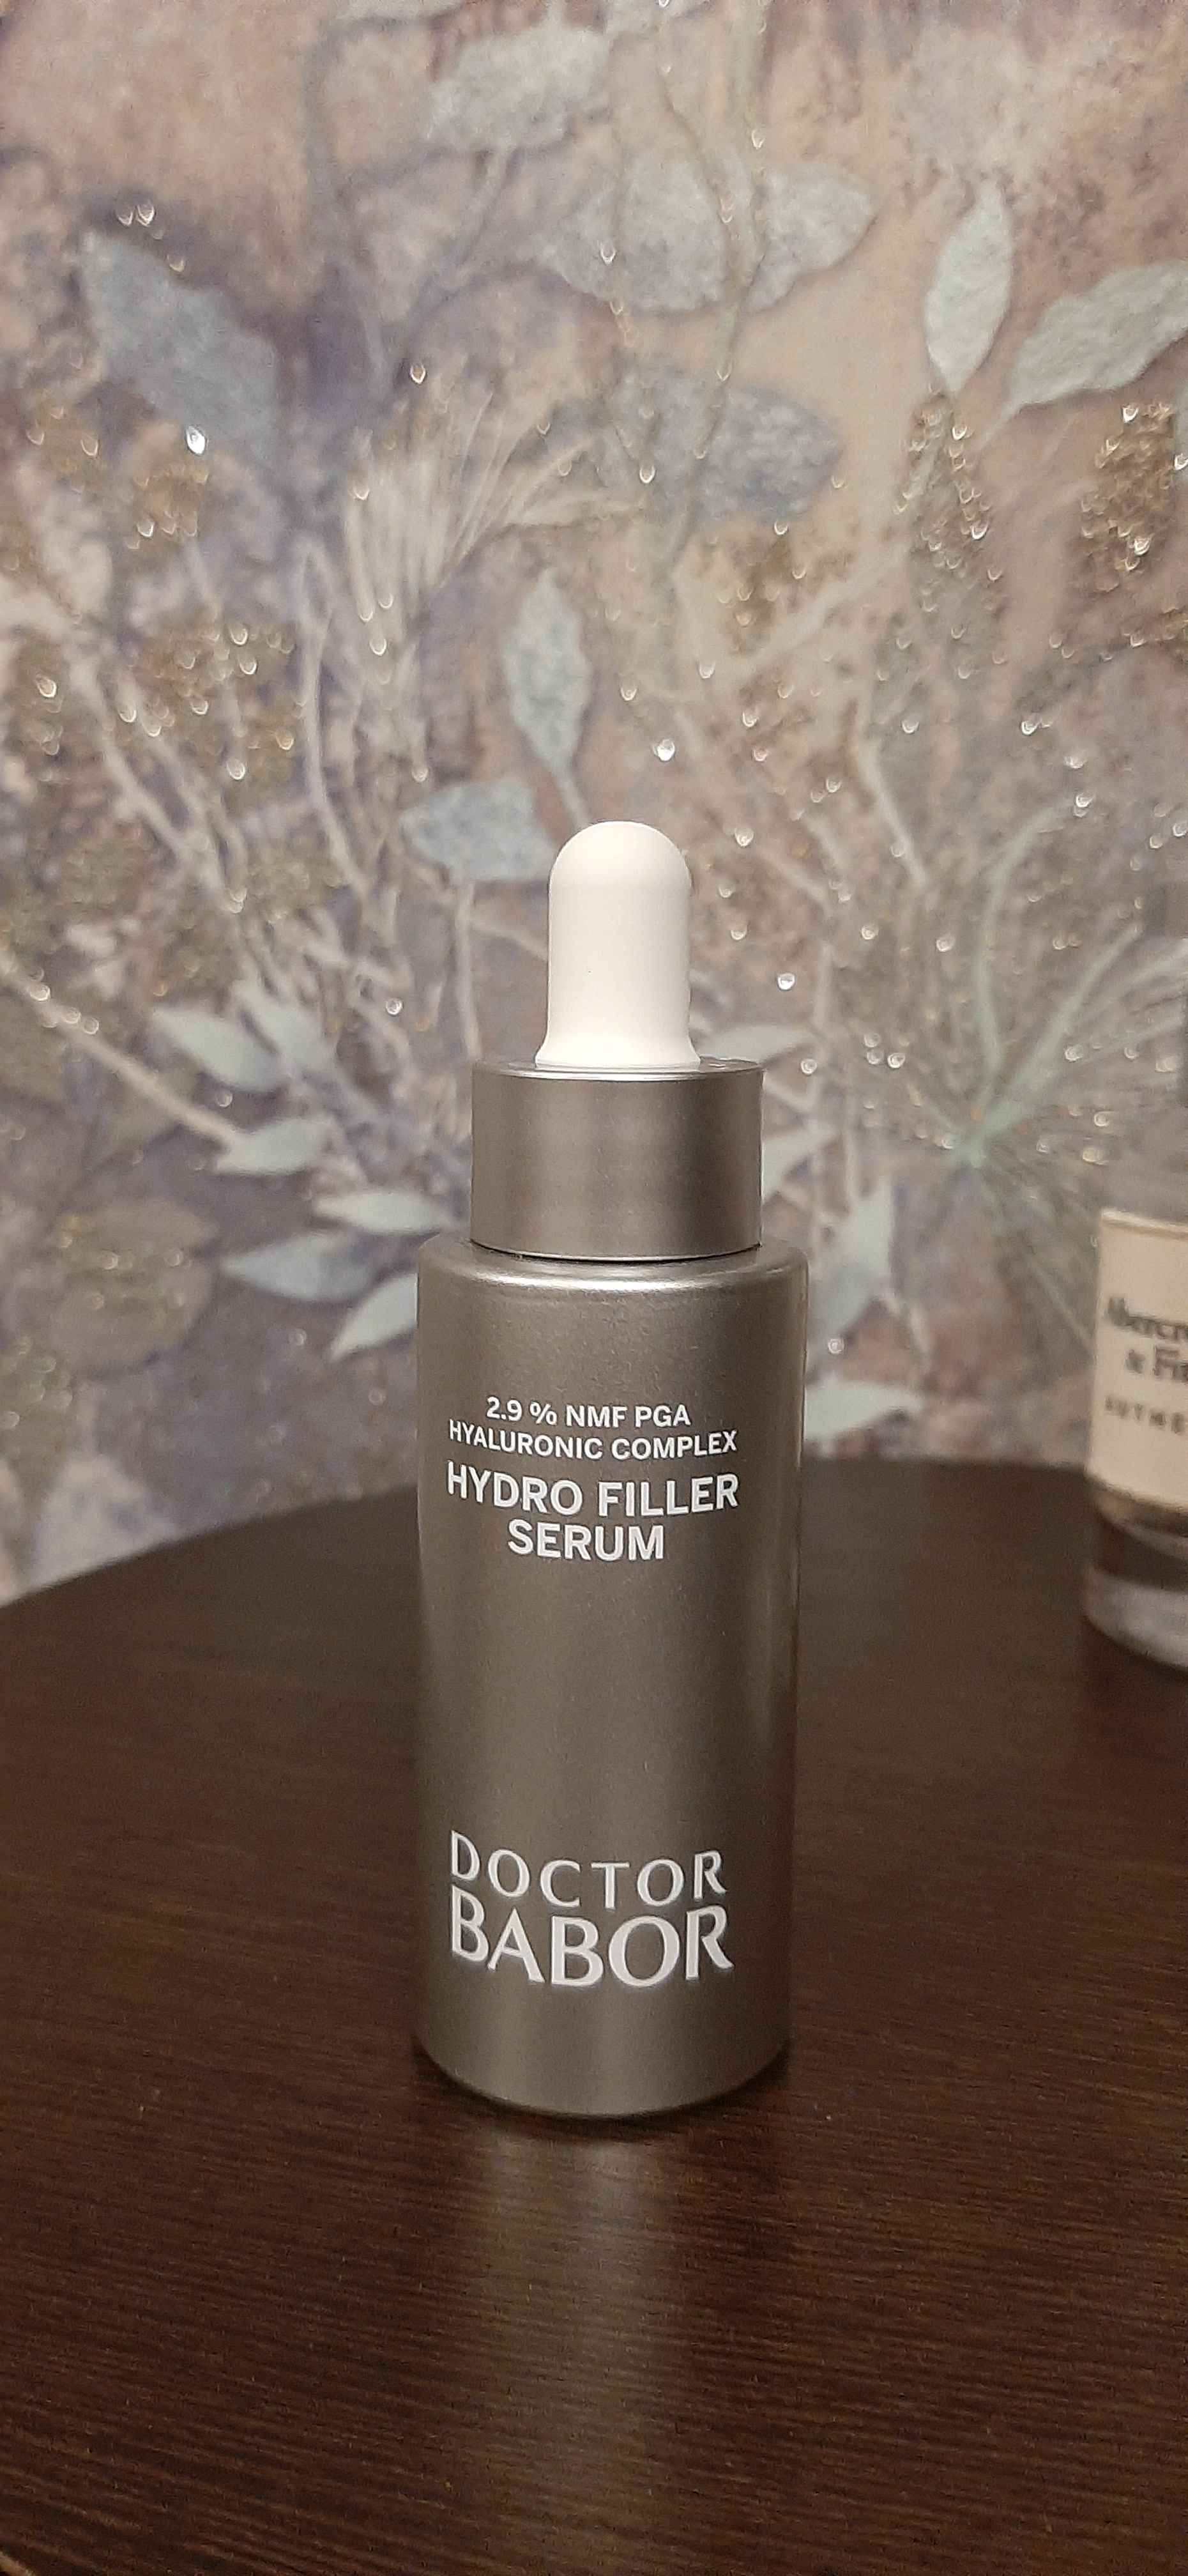 2.9 % NMF PGA
HYALURONIC COMPLEX
HYDRO FILLER
SERUM
DOCTOR
BABOR
&